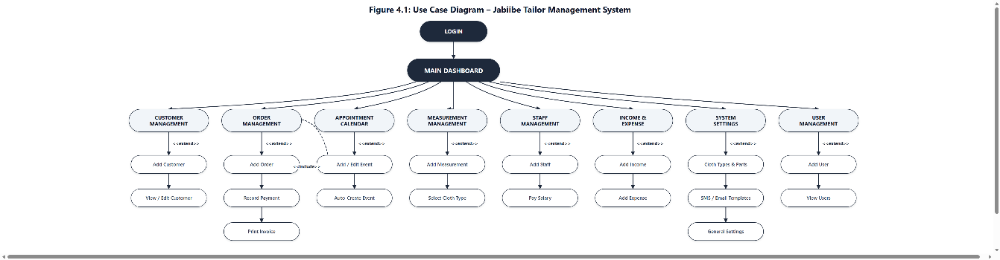 Figure 4.1: Use Case Diagram – Jabiibe Tailor Management System
LOGIN
MAIN DASHBOARD
CUSTOMER
MANAGEMENT
ORDER
MANAGEMENT
APPOINTMENT
CALENDAR
MEASUREMENT
MANAGEMENT
STAFF
MANAGEMENT
INCOME &
EXPENSE
SYSTEM
SETTINGS
USER
MANAGEMENT
<<extend>>
<<extend>>
<<extend>>
<<extend>>
<<extend>>
<<extend>>
<<extend>>
<<extend>>
Add Customer
Add Order
<<include>>
Add / Edit Event
Add Measurement
Add Staff
Add Income
Cloth Types & Parts
Add User
View / Edit Customer
Record Payment
Auto-Create Event
Select Cloth Type
Pay Salary
Add Expense
SMS / Email Templates
View Users
Print Invoice
General Settings